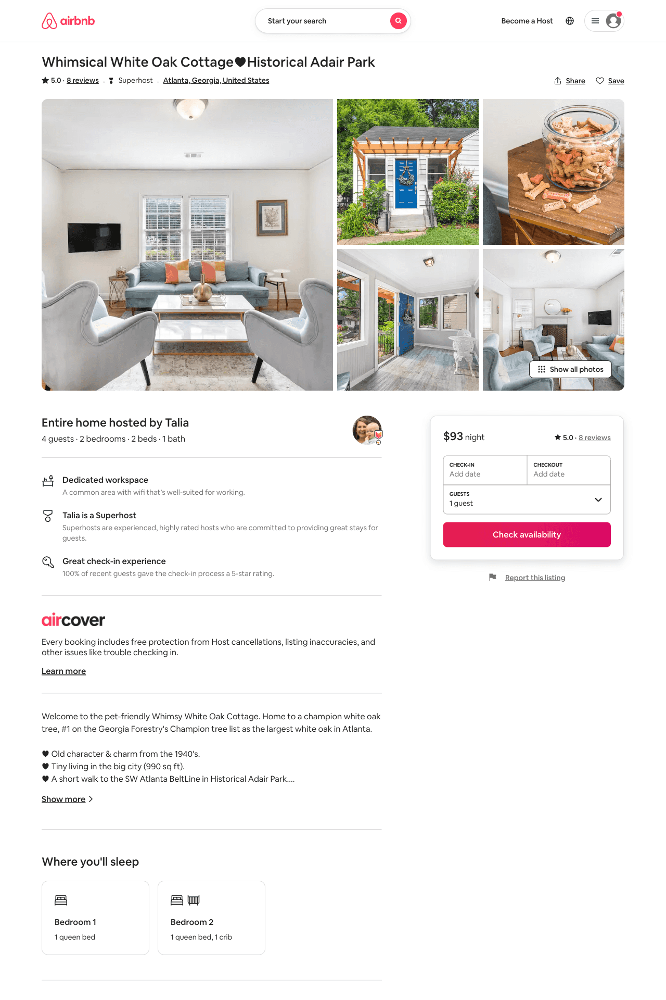 airbnb
Start your search
Become a Host
Whimsical White Oak Cottage♥Historical Adair Park
★ 5.0 · 8 reviews . Superhost . Atlanta, Georgia, United States
Share Save
Show all photos
Entire home hosted by Talia
4 guests · 2 bedrooms · 2 beds · 1 bath
Dedicated workspace
A common area with wifi that's well-suited for working.
Talia is a Superhost
Superhosts are experienced, highly rated hosts who are committed to providing great stays for
guests.
Great check-in experience
100% of recent guests gave the check-in process a 5-star rating.
$93 night
★ 5.0 · 8 reviews
CHECK-IN
Add date
CHECKOUT
Add date
GUESTS
1 guest
Check availability
Report this listing
aircover
Every booking includes free protection from Host cancellations, listing inaccuracies, and
other issues like trouble checking in.
Learn more
Welcome to the pet-friendly Whimsy White Oak Cottage. Home to a champion white oak
tree, #1 on the Georgia Forestry's Champion tree list as the largest white oak in Atlanta.
♥ Old character & charm from the 1940's.
♥ Tiny living in the big city (990 sq ft).
♥ A short walk to the SW Atlanta BeltLine in Historical Adair Park....
Show more
Where you'll sleep
Bedroom 1
1 queen bed
Bedroom 2
1 queen bed, 1 crib